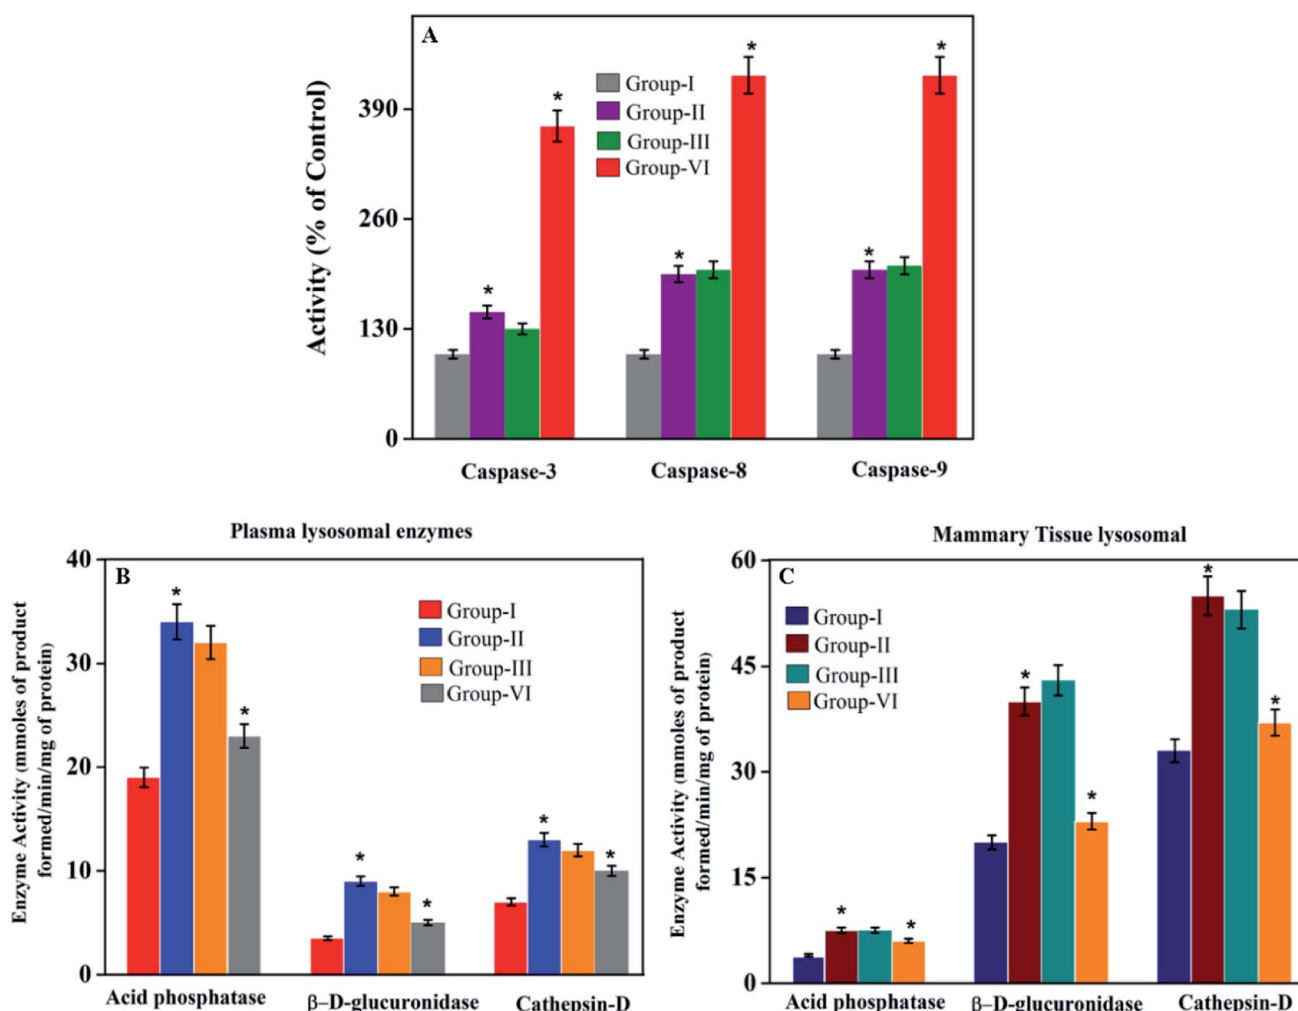 A
Activity (% of Control)
390
260
130
0
Group-I
Group-II
Group-III
Group-VI
*
*
*
*
*
*
Caspase-3
Caspase-8
Caspase-9
Plasma lysosomal enzymes
B
Enzyme Activity (mmoles of product
formed/min/mg of protein)
40
30
20
10
0
Group-I
Group-II
Group-III
Group-VI
*
*
*
*
*
*
Acid phosphatase
β–D-glucuronidase
Cathepsin-D
Mammary Tissue lysosomal
C
Enzyme Activity (mmoles of product
formed/min/mg of protein)
60
45
30
15
0
Group-I
Group-II
Group-III
Group-VI
*
*
*
*
*
*
Acid phosphatase
β–D-glucuronidase
Cathepsin-D